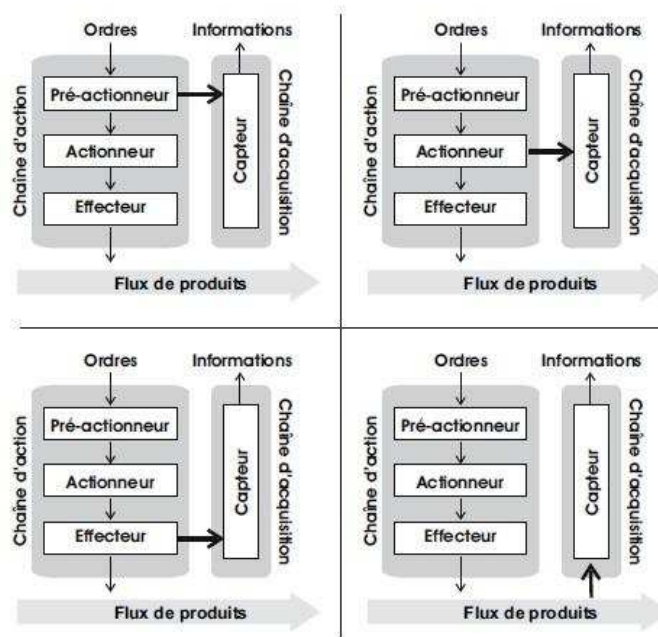 Ordres Informations
Chaîne d'action
Pré-actionneur
Actionneur
Effecteur
Capteur
Chaîne d'acquisition
Flux de produits
Ordres Informations
Chaîne d'action
Pré-actionneur
Actionneur
Effecteur
Capteur
Chaîne d'acquisition
Flux de produits
Ordres Informations
Chaîne d'action
Pré-actionneur
Actionneur
Effecteur
Capteur
Chaîne d'acquisition
Flux de produits
Ordres Informations
Chaîne d'action
Pré-actionneur
Actionneur
Effecteur
Capteur
Chaîne d'acquisition
Flux de produits